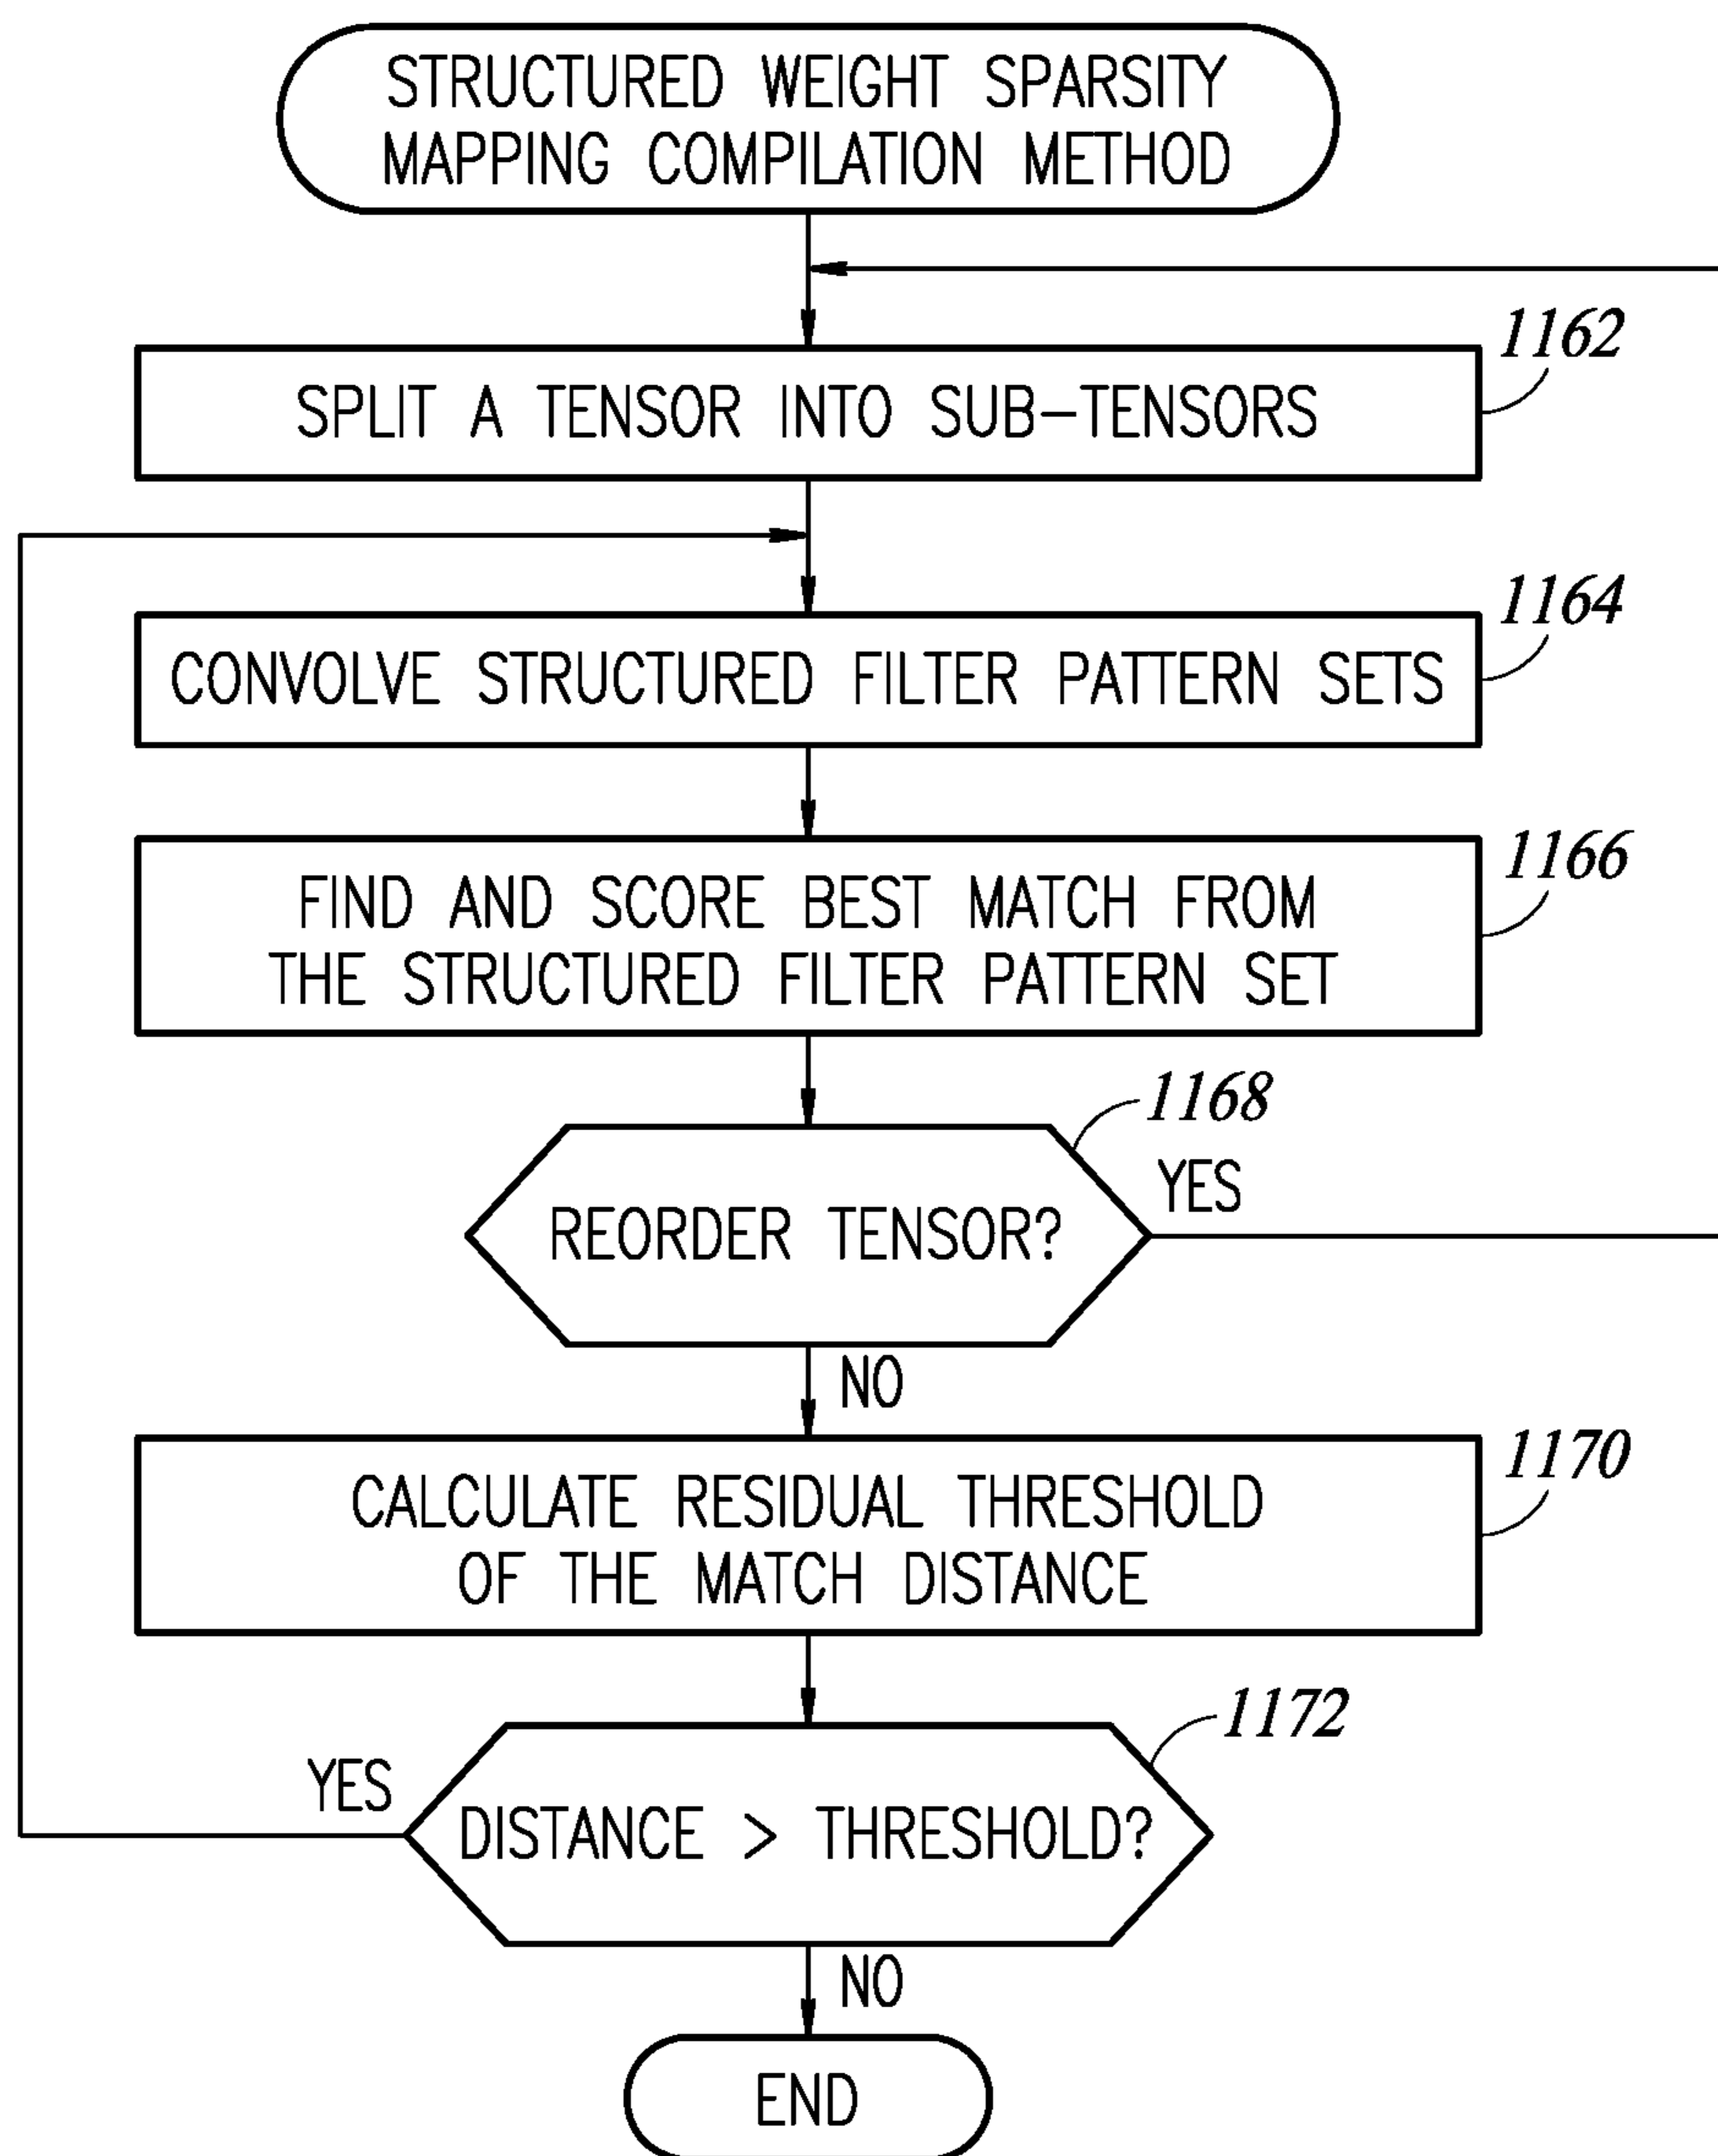 STRUCTURED WEIGHT SPARSITY
MAPPING COMPILATION METHOD
1162
SPLIT A TENSOR INTO SUB-TENSORS
1164
CONVOLVE STRUCTURED FILTER PATTERN SETS
1166
FIND AND SCORE BEST MATCH FROM
THE STRUCTURED FILTER PATTERN SET
1168
YES
REORDER TENSOR?
NO
1170
CALCULATE RESIDUAL THRESHOLD
OF THE MATCH DISTANCE
1172
YES
DISTANCE > THRESHOLD?
NO
END